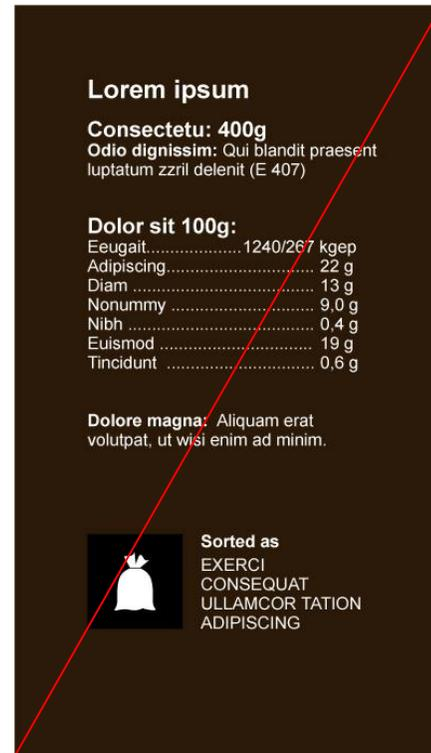 Lorem ipsum
Consectetu: 400g
Odio dignissim: Qui blandit praesent
luptatum zzril delenit (E 407)
Dolor sit 100g:
Eeugait.....................1240/267 kgep
Adipiscing................................ 22 g
Diam ....................................... 13 g
Nonummy ............................... 9,0 g
Nibh ........................................ 0,4 g
Euismod ................................. 19 g
Tincidunt ................................ 0,6 g
Dolore magna: Aliquam erat
volutpat, ut wisi enim ad minim.
Sorted as
EXERCI
CONSEQUAT
ULLAMCOR TATION
ADIPISCING